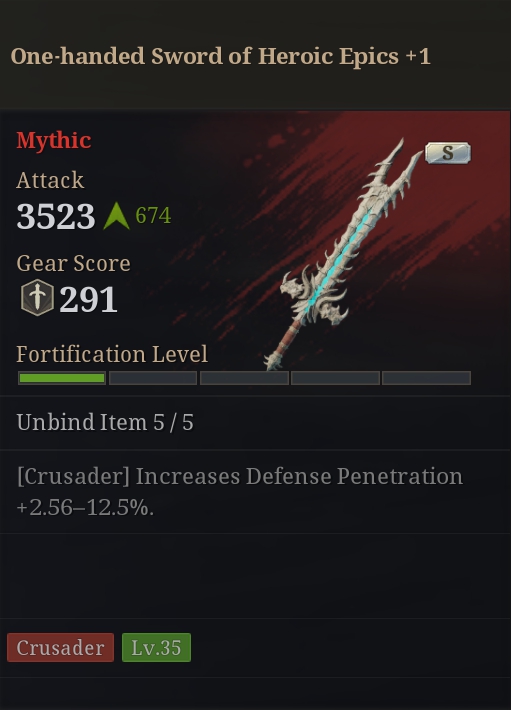 One-handed Sword of Heroic Epics +1
Mythic
S
Attack
3523 674
Gear Score
291
Fortification Level
Unbind Item 5 / 5
[Crusader] Increases Defense Penetration
+2.56–12.5%.
Crusader Lv.35